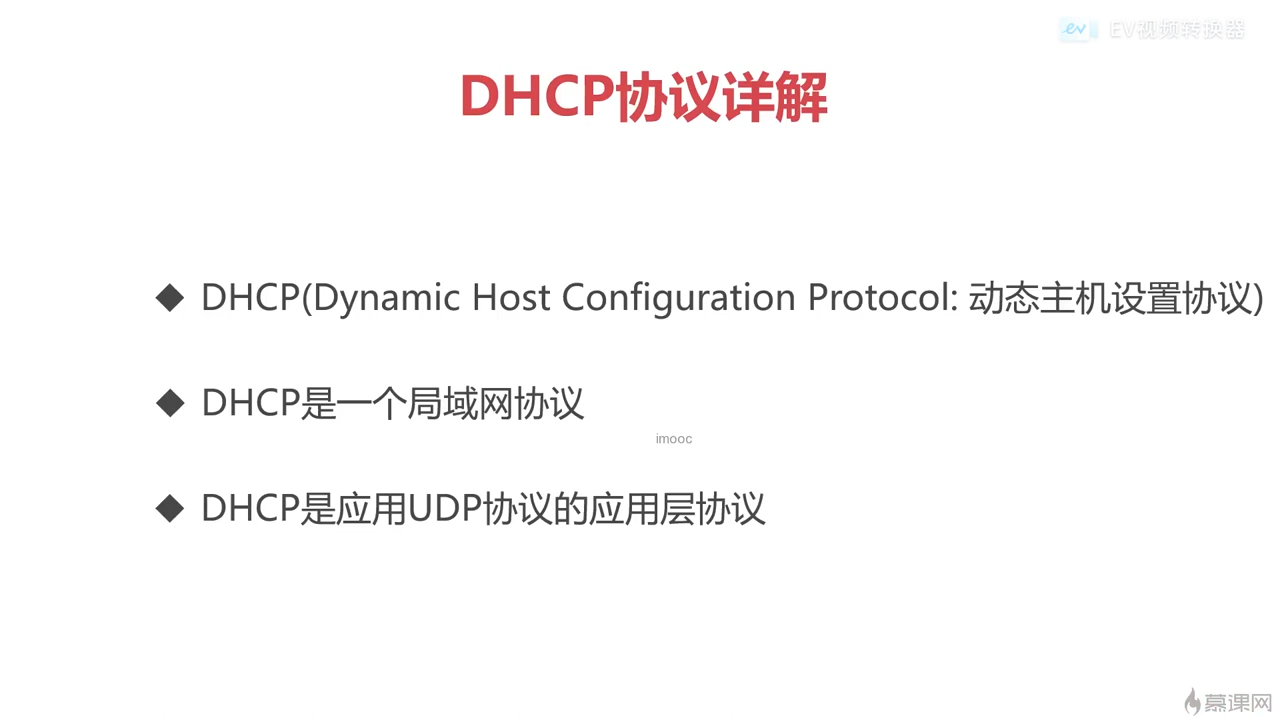 EV视频转换器
DHCP协议详解
◆ DHCP(Dynamic Host Configuration Protocol: 动态主机设置协议)
◆ DHCP是一个局域网协议
imooc
◆ DHCP是应用UDP协议的应用层协议
慕课网